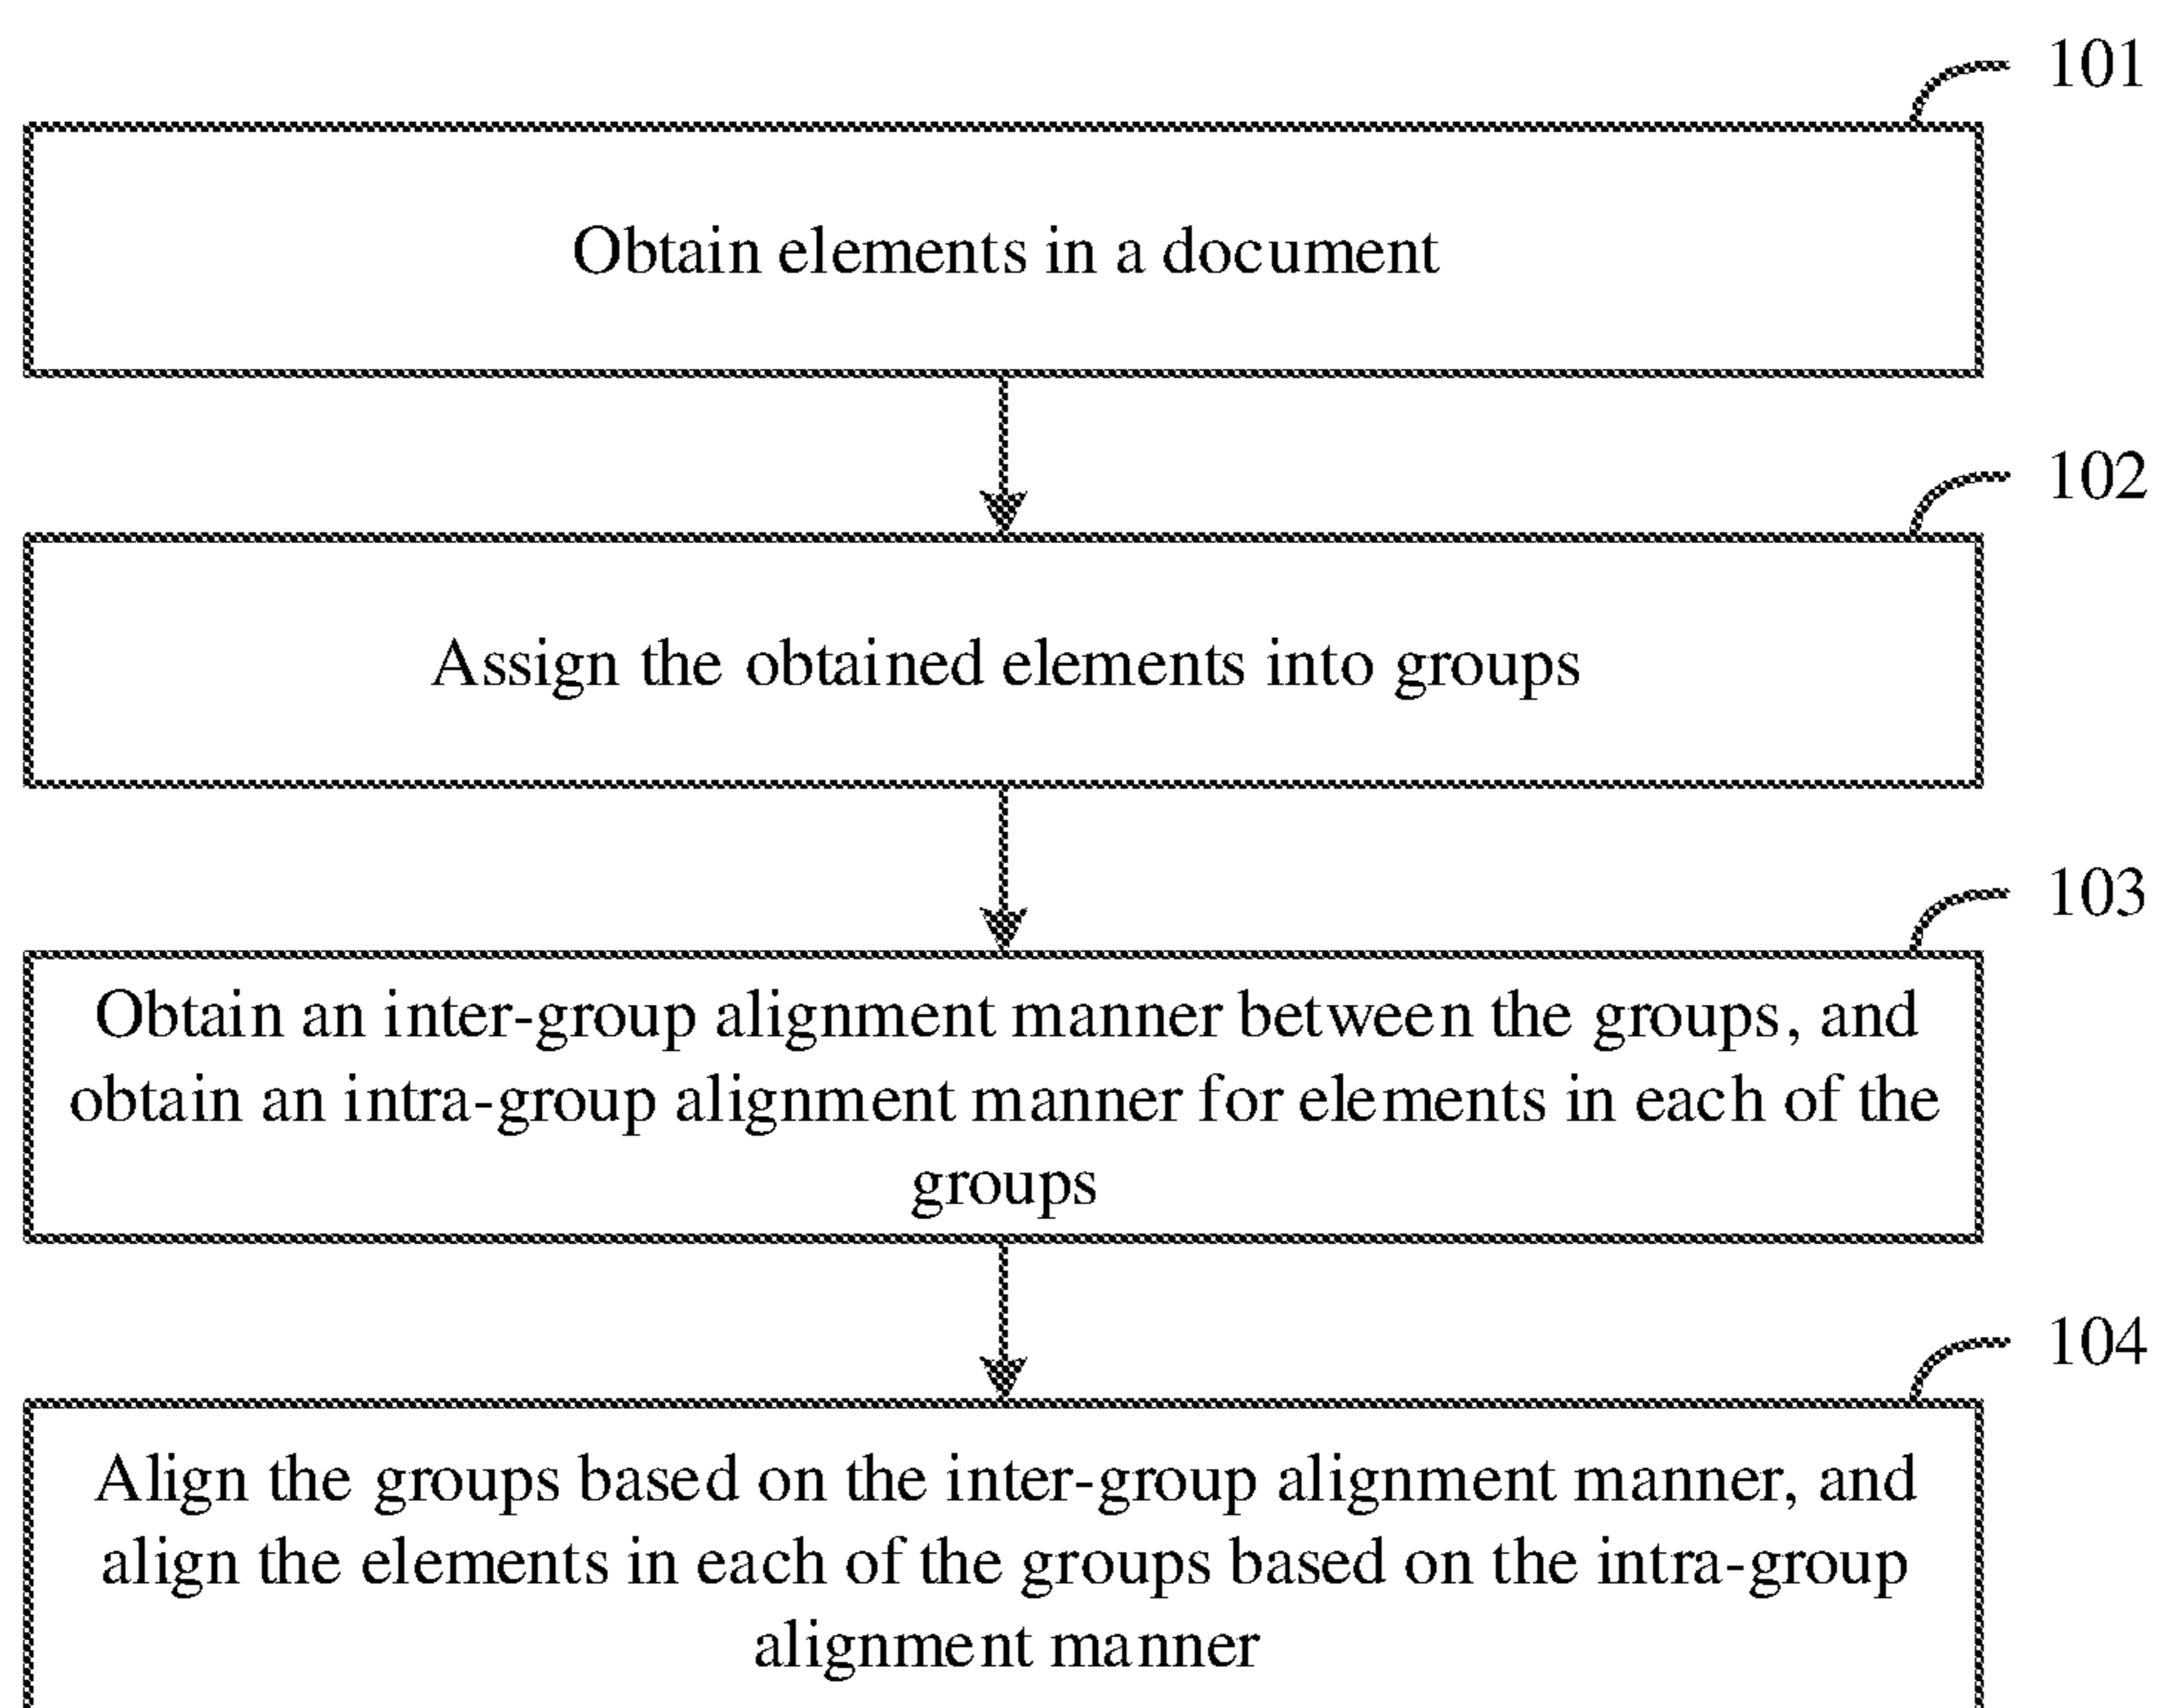 101
Obtain elements in a document
102
Assign the obtained elements into groups
103
Obtain an inter-group alignment manner between the groups, and
obtain an intra-group alignment manner for elements in each of the
groups
104
Align the groups based on the inter-group alignment manner, and
align the elements in each of the groups based on the intra-group
alignment manner